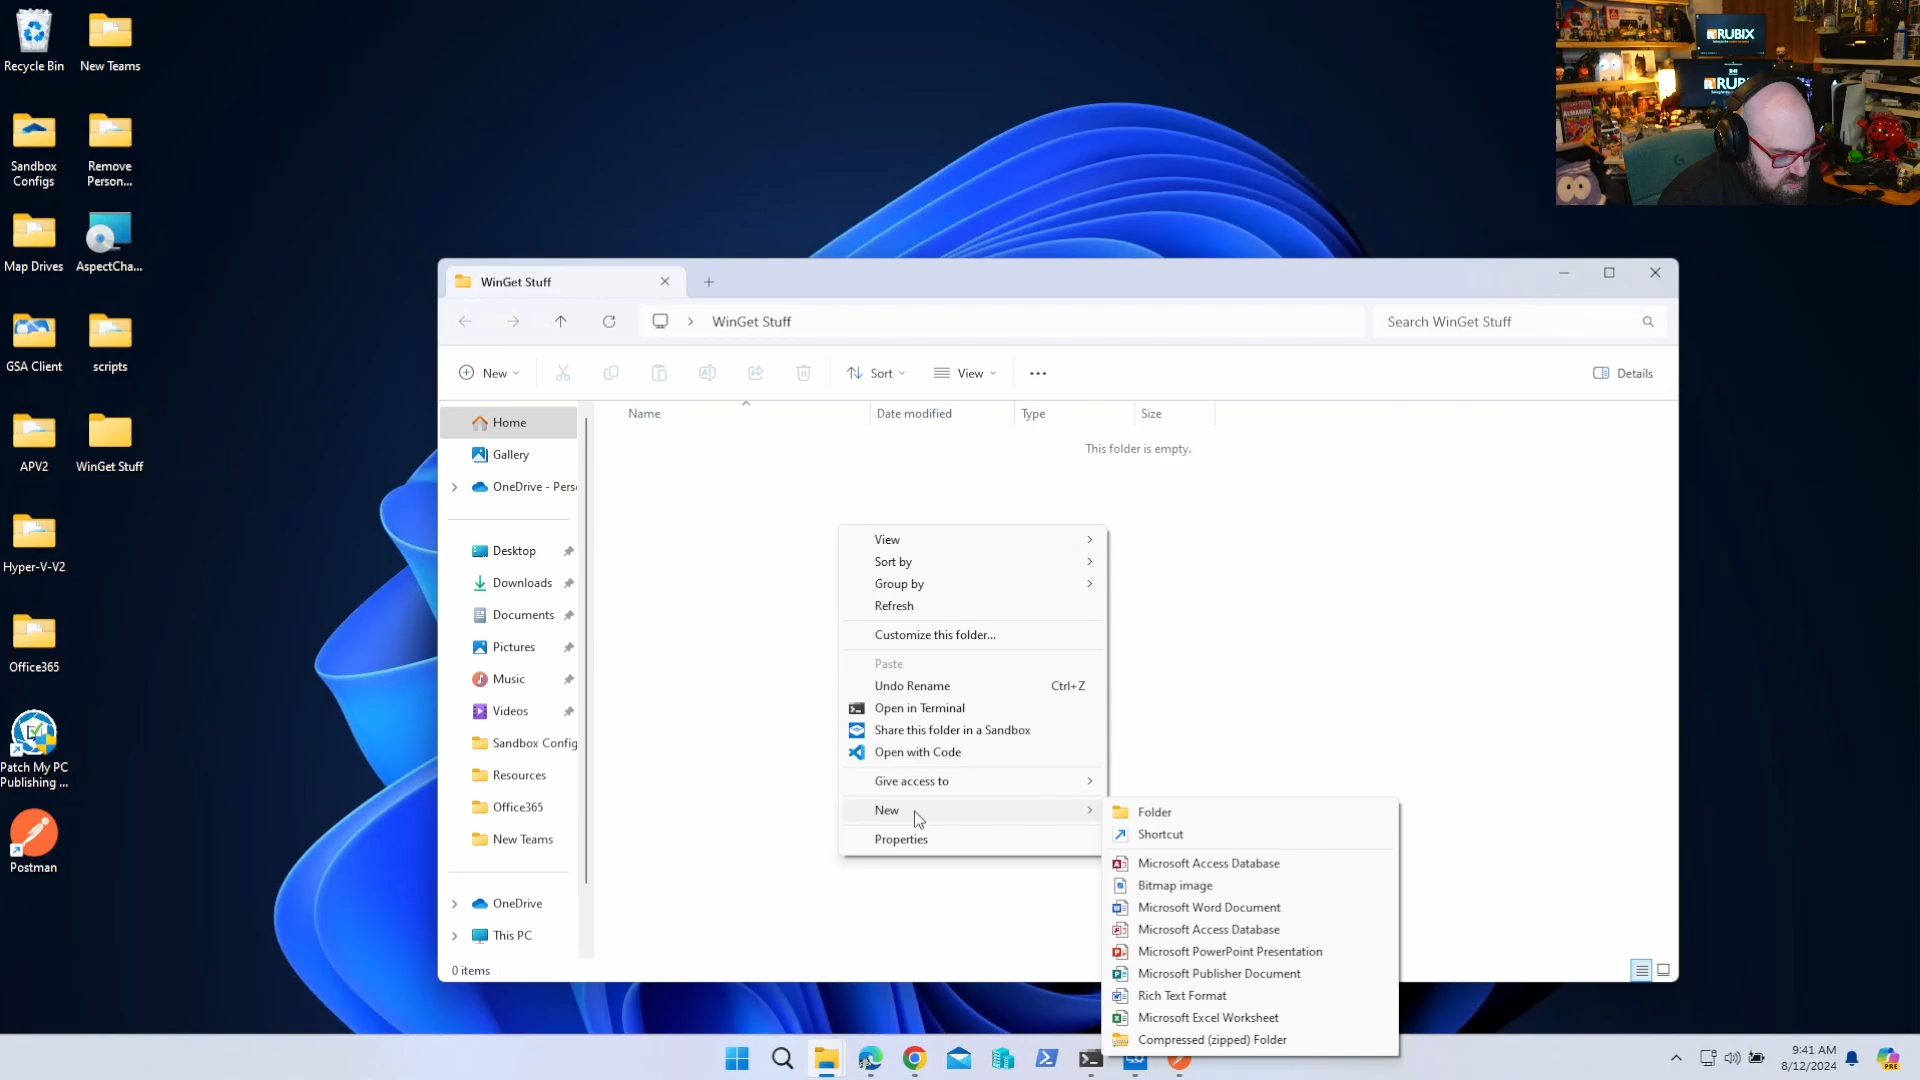 Recycle Bin
New Teams
Sandbox
Configs
Remove
Person...
Map Drives
AspectCha...
GSA Client
scripts
APV2
WinGet Stuff
Hyper-V-V2
Office365
Patch My PC
Publishing ...
Postman
RUBIX
WinGet Stuff
WinGet Stuff
Search WinGet Stuff
New
Sort
View
Details
Name
Date modified
Type
Size
This folder is empty.
Home
Gallery
OneDrive - Perso
Desktop
Downloads
Documents
Pictures
Music
Videos
Sandbox Config
Resources
Office365
New Teams
OneDrive
This PC
0 items
View
Sort by
Group by
Refresh
Customize this folder...
Paste
Undo Rename Ctrl+Z
Open in Terminal
Share this folder in a Sandbox
Open with Code
Give access to
New
Properties
Folder
Shortcut
Microsoft Access Database
Bitmap image
Microsoft Word Document
Microsoft Access Database
Microsoft PowerPoint Presentation
Microsoft Publisher Document
Rich Text Format
Microsoft Excel Worksheet
Compressed (zipped) Folder
9:41 AM
8/12/2024
PRE